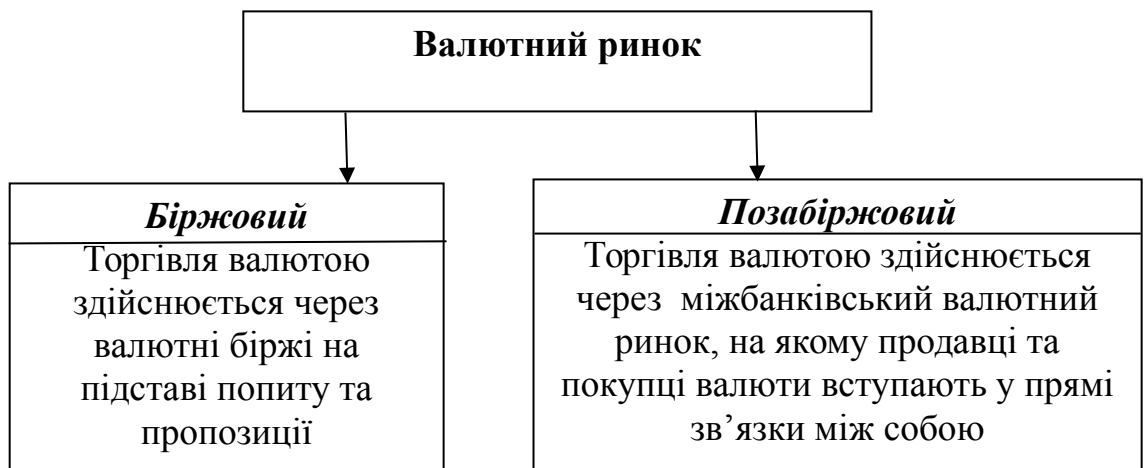 Валютний ринок
Біржовий
Торгівля валютою
здійснюється через
валютні біржі на
підставі попиту та
пропозиції
Позабіржовий
Торгівля валютою здійснюється
через міжбанківський валютний
ринок, на якому продавці та
покупці валюти вступають у прямі
зв’язки між собою